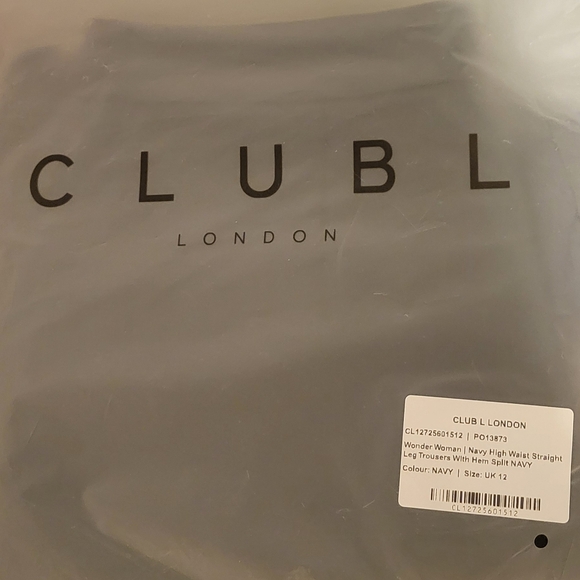 CLUBL
LONDON
CLUB L LONDON
CL12725601512 | PO13873
Wonder Woman | Navy High Waist Straight
Leg Trousers With Hem Split NAVY
Colour: NAVY | Size: UK 12
CL12725601512